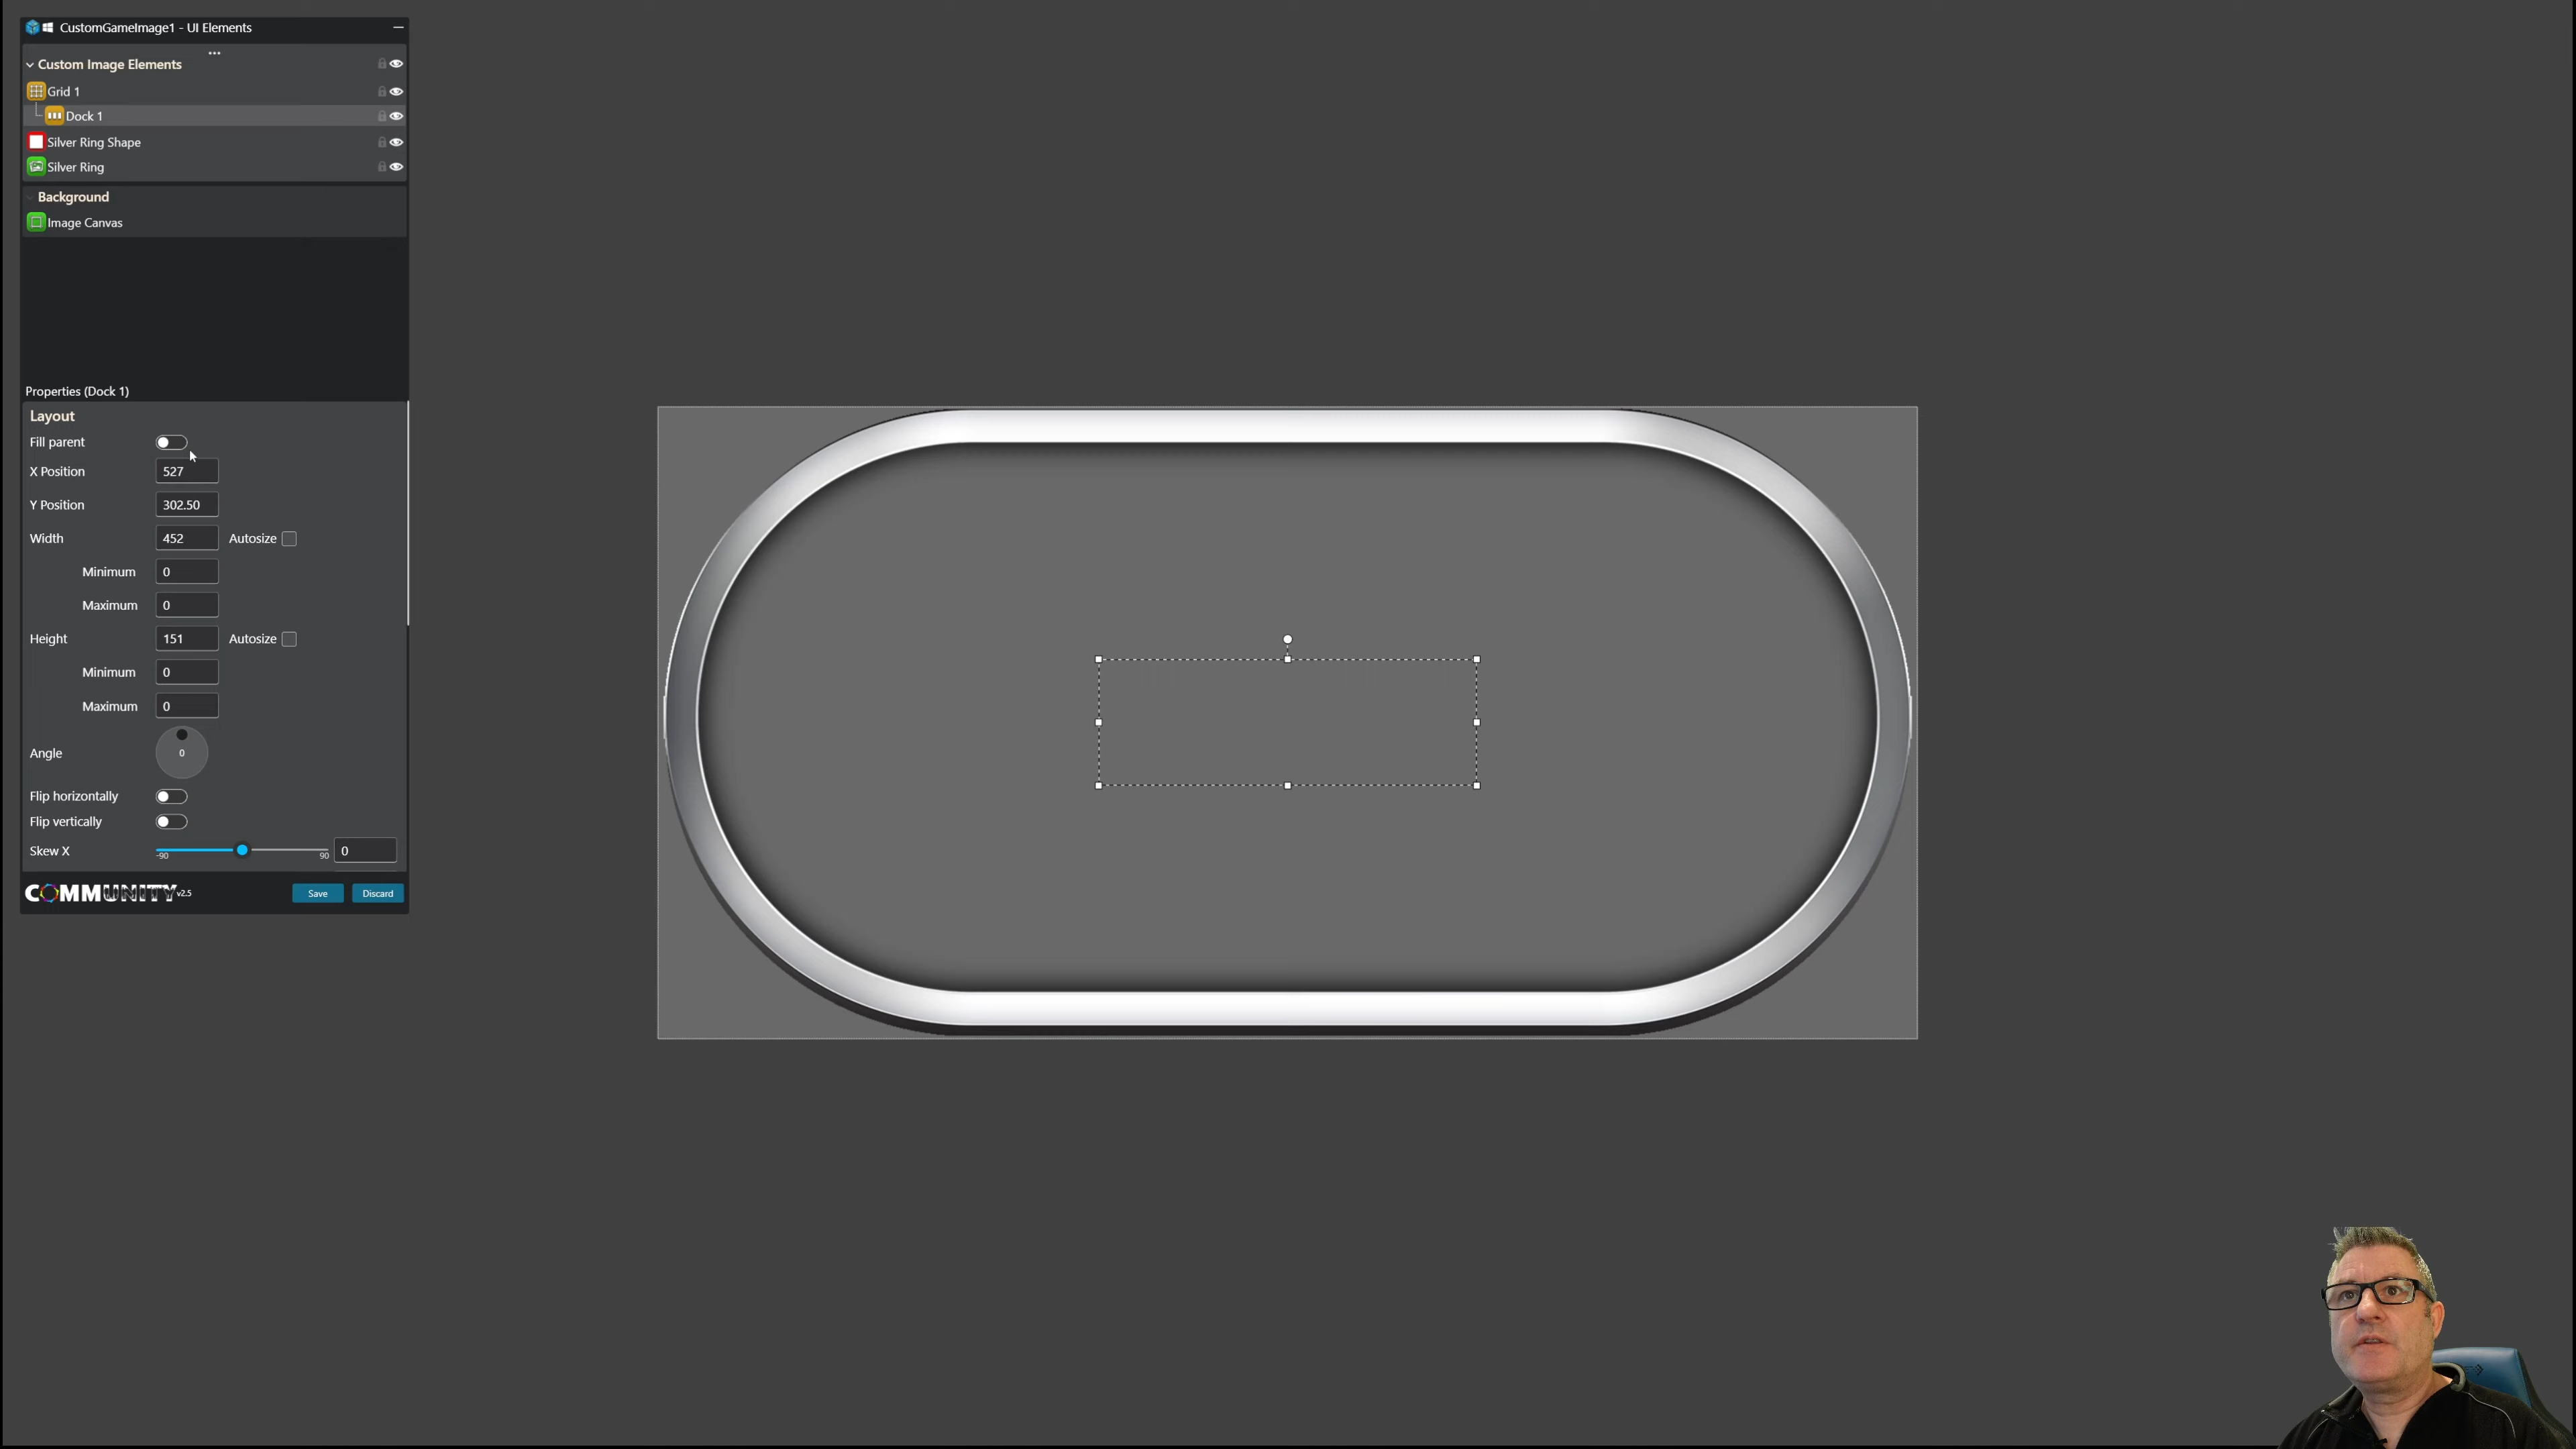 CustomGameImage1 - UI Elements
Custom Image Elements
Grid 1
Dock 1
Silver Ring Shape
Silver Ring
Background
Image Canvas
Properties (Dock 1)
Layout
Fill parent
X Position 527
Y Position 302.50
Width 452 Autosize
Minimum 0
Maximum 0
Height 151 Autosize
Minimum 0
Maximum 0
Angle 0
Flip horizontally
Flip vertically
Skew X -90 90 0
COMMUNITY v2.5 Save Discard